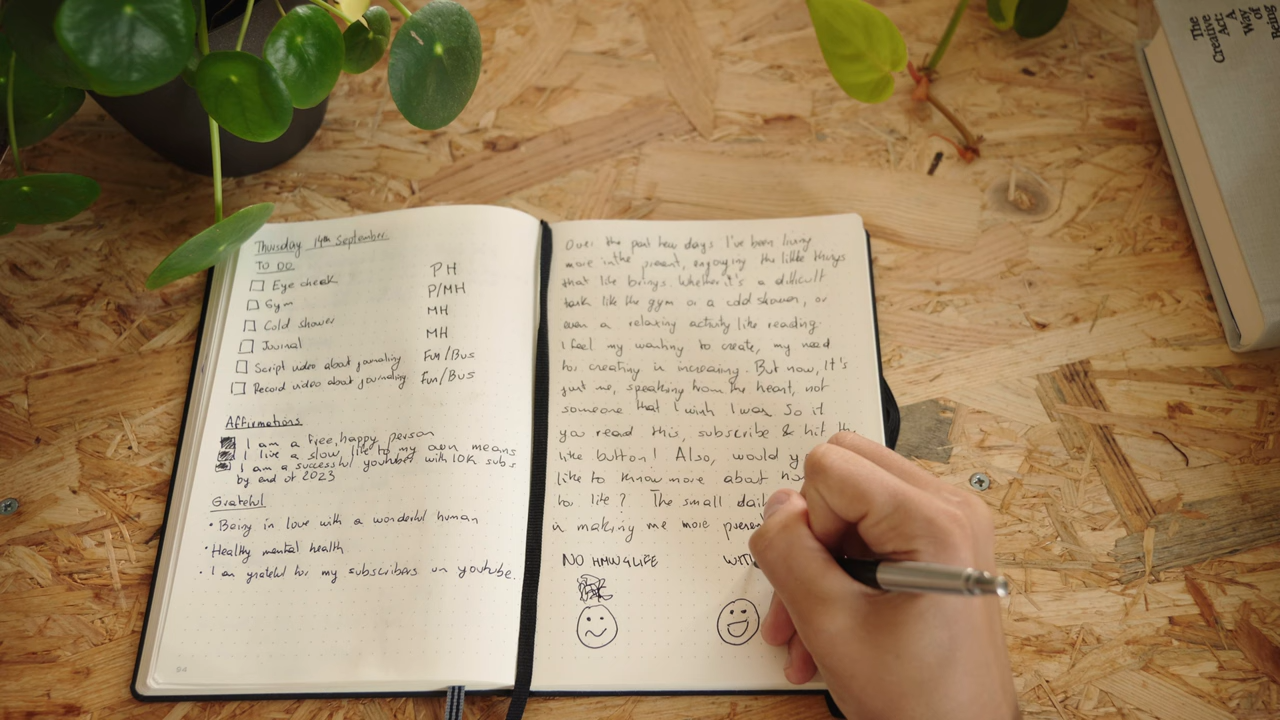 Thursday 14th September
TO DO
Eye check PH
Gym P/MH
Cold shower MH
Journal MH
Script video about journaling Fun/Bus
Record video about journaling Fun/Bus
Affirmations
I am a free, happy person
I live a slow, life to my own means
I am a successful youtuber with 10K subs
by end of 2023
Grateful
• Being in love with a wonderful human
• Healthy mental health
• I am grateful for my subscribers on youtube.
Over the past few days I've been living
more in the present, enjoying the little things
that life brings. Whether it's a difficult
task like the gym or a cold shower, or
even a relaxing activity like reading.
I feel my wanting to create, my need
for creating is increasing. But now, It's
just me, speaking from the heart, not
someone that I wish I was. So if
you read this, subscribe & hit the
like button! Also, would
like to know more about
for life? The small
is making me more
NO HMW4LIFE
The
Creative
Act:
A
Way
of
Being